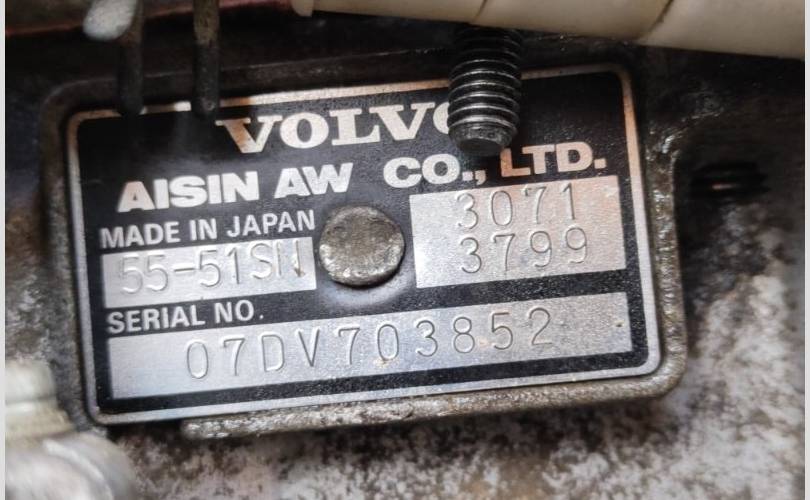 VOLVO
AISIN AW CO., LTD.
MADE IN JAPAN
55-51SN
3071
3799
SERIAL NO.
07DV703852